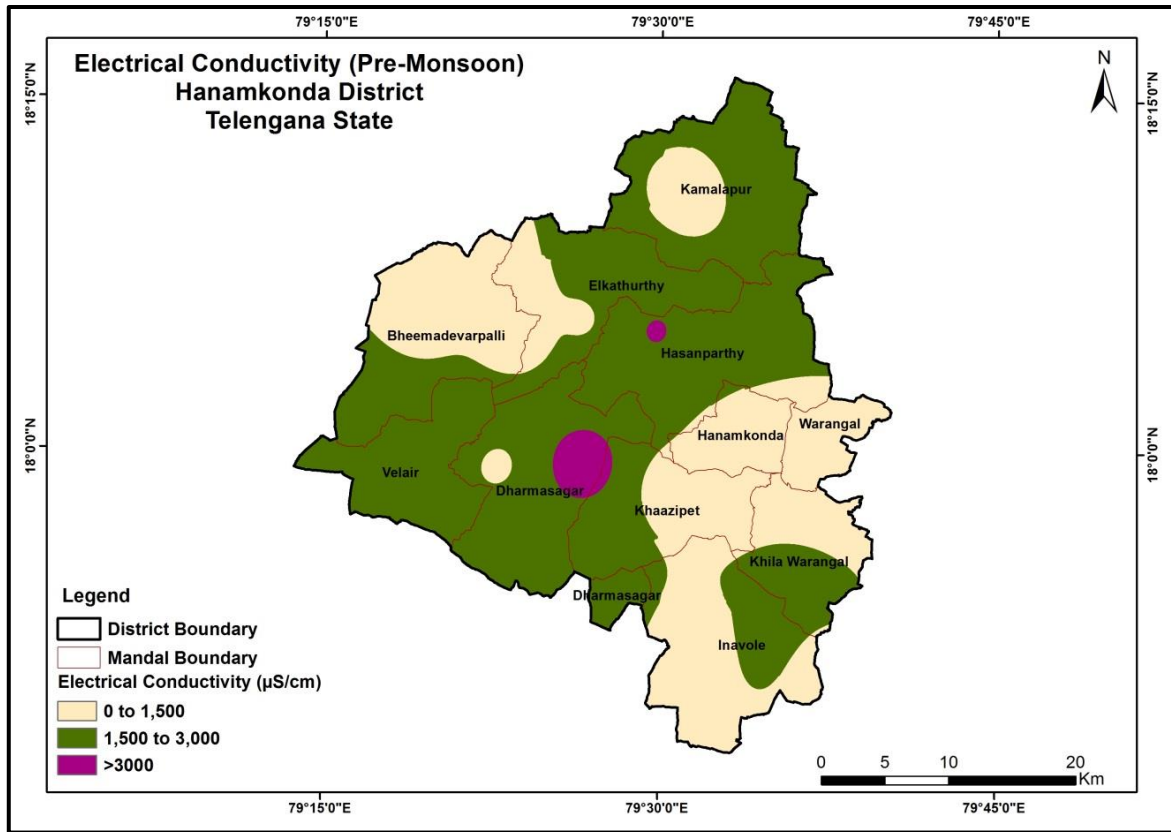 79°15'0"E
79°30'0"E
79°45'0"E
Electrical Conductivity (Pre-Monsoon)
Hanamkonda District
Telengana State
N
18°15'0"N
18°15'0"N
Kamalapur
Elkathurthy
Bheemadevarpalli
Hasanparthy
Hanamkonda
Warangal
18°0'0"N
18°0'0"N
Velair
Dharmasagar
Khaazipet
Khila Warangal
Dharmasagar
Inavole
Legend
District Boundary
Mandal Boundary
Electrical Conductivity (µS/cm)
0 to 1,500
1,500 to 3,000
>3000
0 5 10 20
Km
79°15'0"E
79°30'0"E
79°45'0"E